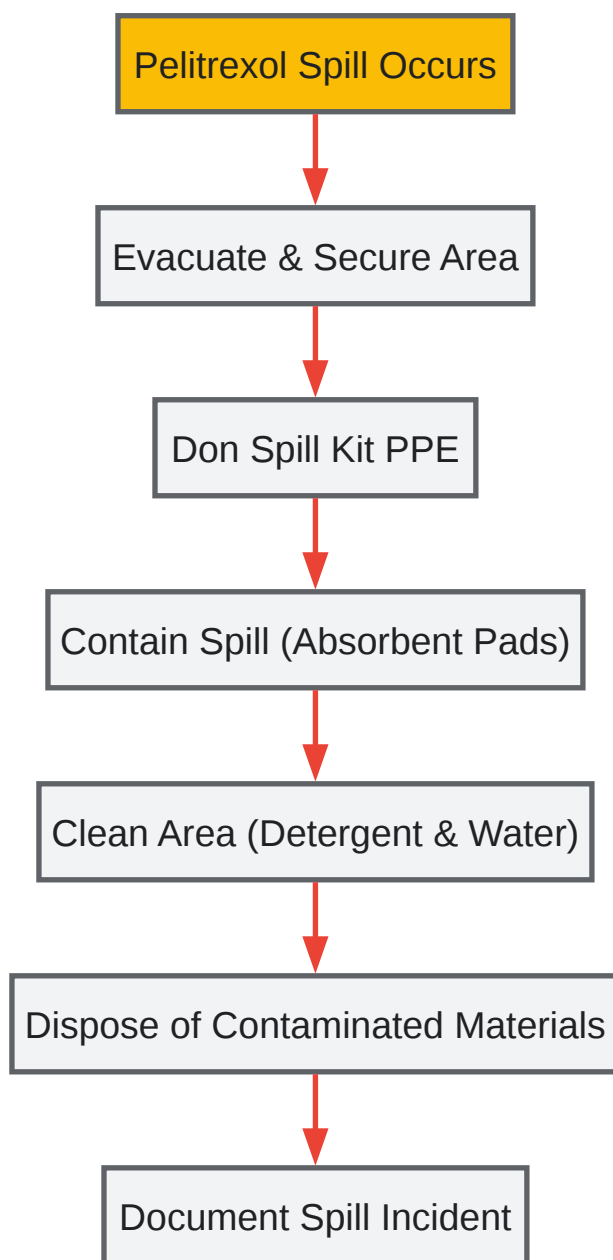 Pelitrexol Spill Occurs
Evacuate & Secure Area
Don Spill Kit PPE
Contain Spill (Absorbent Pads)
Clean Area (Detergent & Water)
Dispose of Contaminated Materials
Document Spill Incident